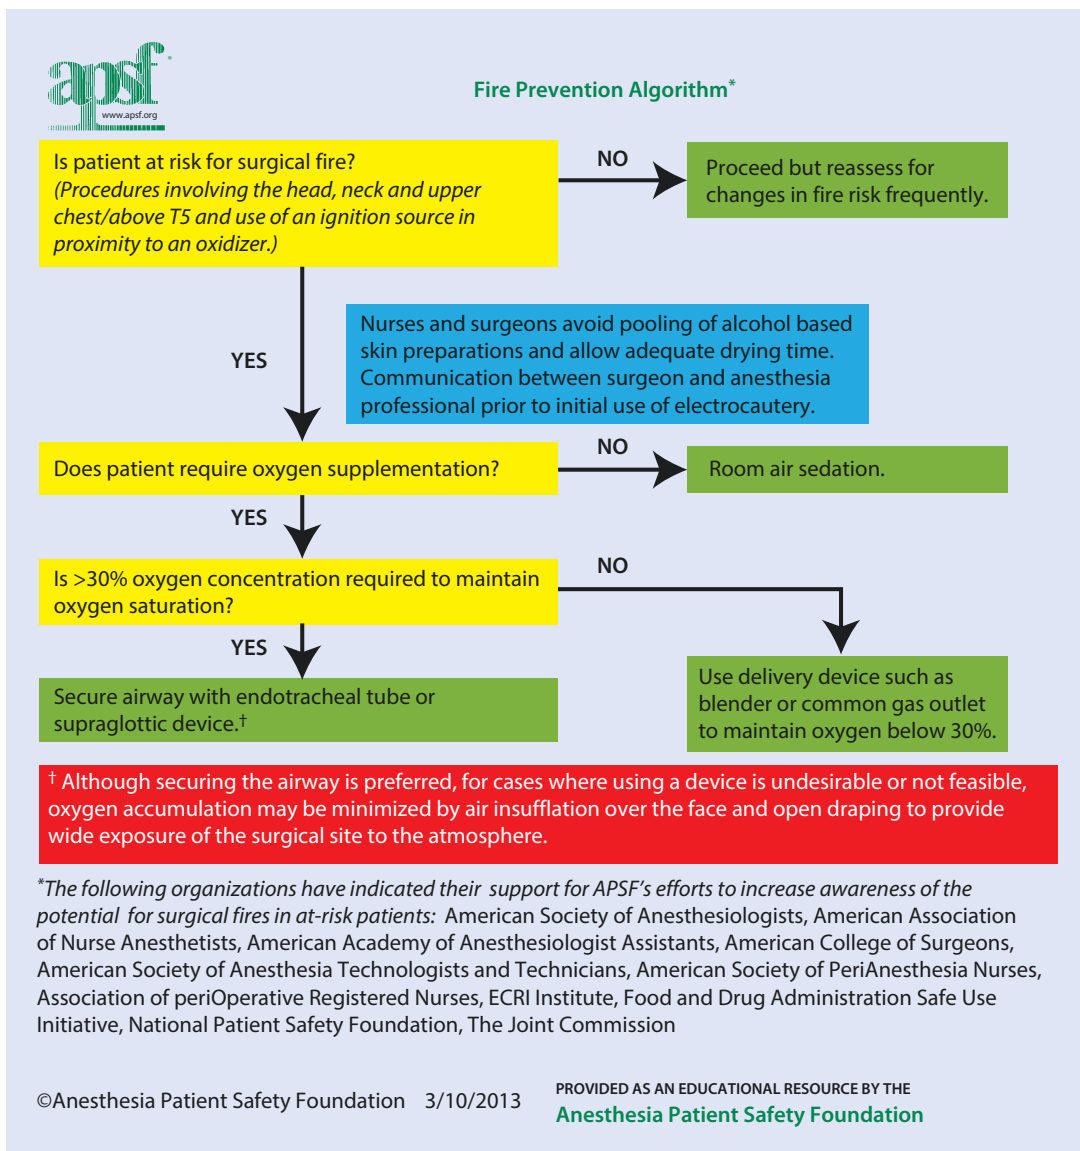 apsf
www.apsf.org
Fire Prevention Algorithm*
Is patient at risk for surgical fire?
(Procedures involving the head, neck and upper
chest/above T5 and use of an ignition source in
proximity to an oxidizer.)
NO
Proceed but reassess for
changes in fire risk frequently.
YES
Nurses and surgeons avoid pooling of alcohol based
skin preparations and allow adequate drying time.
Communication between surgeon and anesthesia
professional prior to initial use of electrocautery.
Does patient require oxygen supplementation?
NO
Room air sedation.
YES
Is >30% oxygen concentration required to maintain
oxygen saturation?
NO
YES
Secure airway with endotracheal tube or
supraglottic device.†
Use delivery device such as
blender or common gas outlet
to maintain oxygen below 30%.
† Although securing the airway is preferred, for cases where using a device is undesirable or not feasible,
oxygen accumulation may be minimized by air insufflation over the face and open draping to provide
wide exposure of the surgical site to the atmosphere.
*The following organizations have indicated their support for APSF's efforts to increase awareness of the
potential for surgical fires in at-risk patients: American Society of Anesthesiologists, American Association
of Nurse Anesthetists, American Academy of Anesthesiologist Assistants, American College of Surgeons,
American Society of Anesthesia Technologists and Technicians, American Society of PeriAnesthesia Nurses,
Association of periOperative Registered Nurses, ECRI Institute, Food and Drug Administration Safe Use
Initiative, National Patient Safety Foundation, The Joint Commission
©Anesthesia Patient Safety Foundation 3/10/2013
PROVIDED AS AN EDUCATIONAL RESOURCE BY THE
Anesthesia Patient Safety Foundation